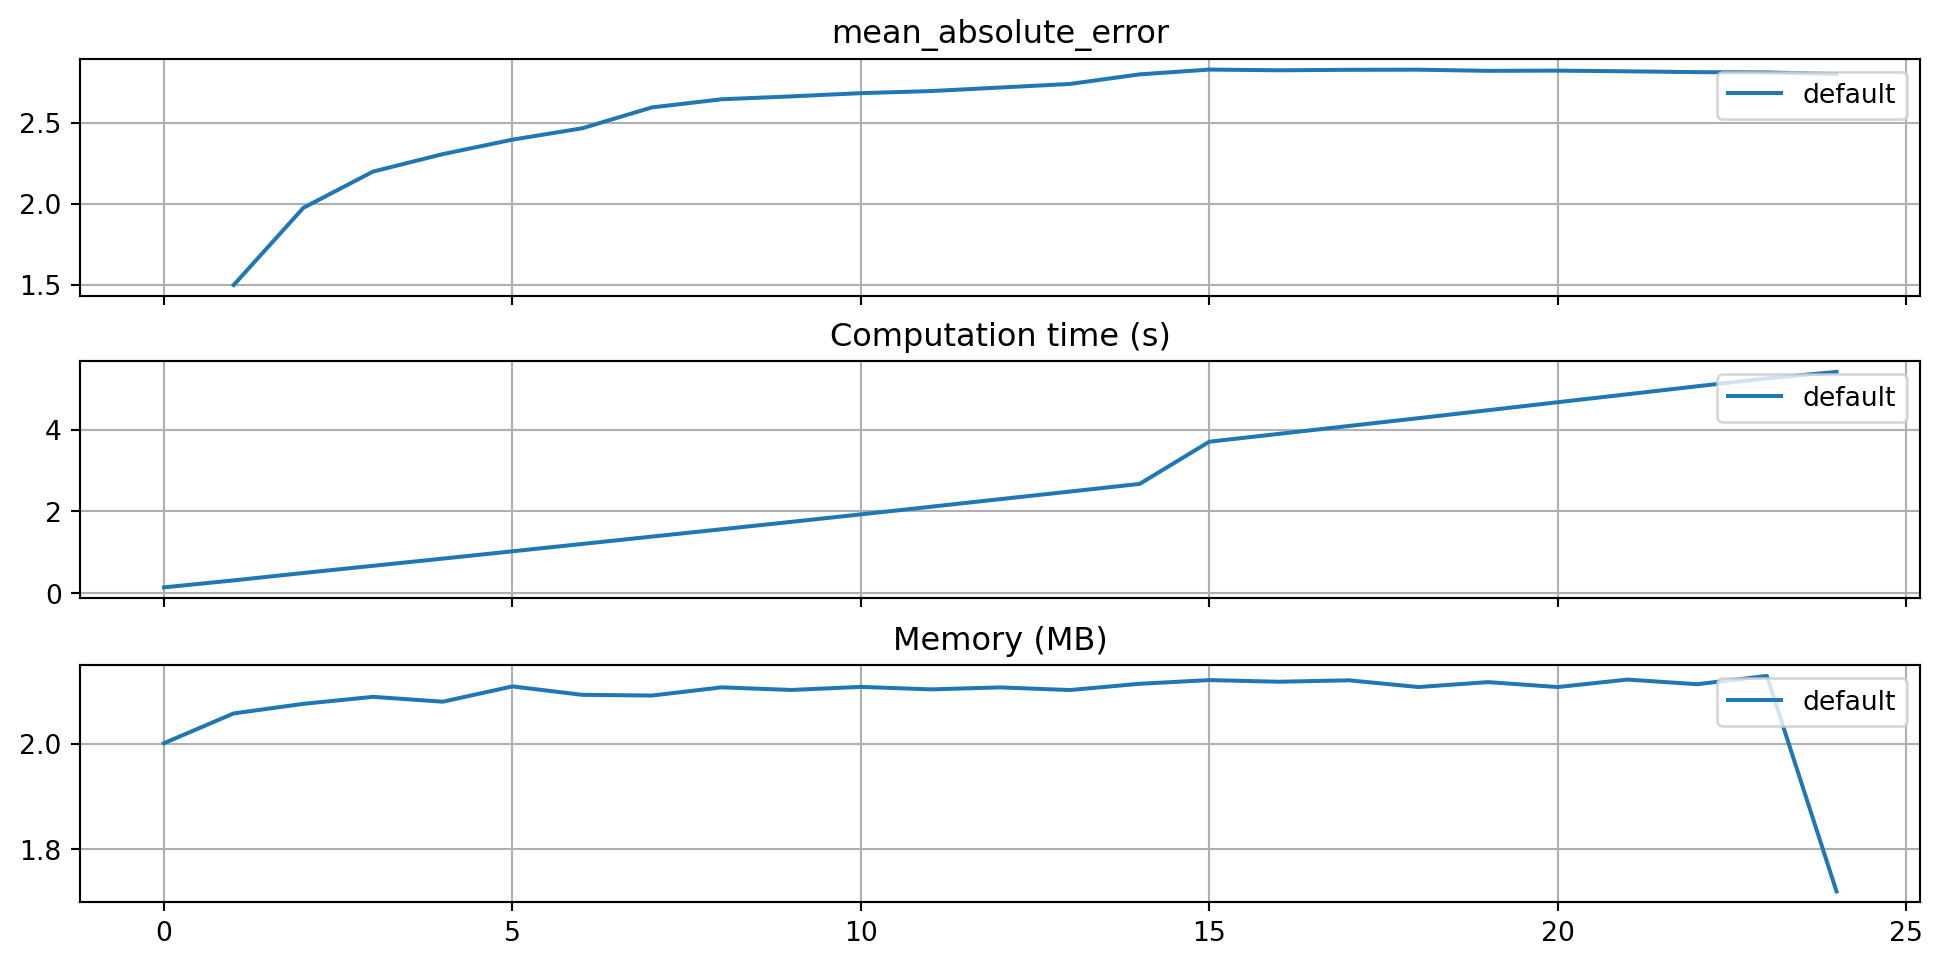 mean_absolute_error
2.5
2.0
1.5
default
Computation time (s)
4
2
0
default
Memory (MB)
2.0
1.8
default
0 5 10 15 20 25